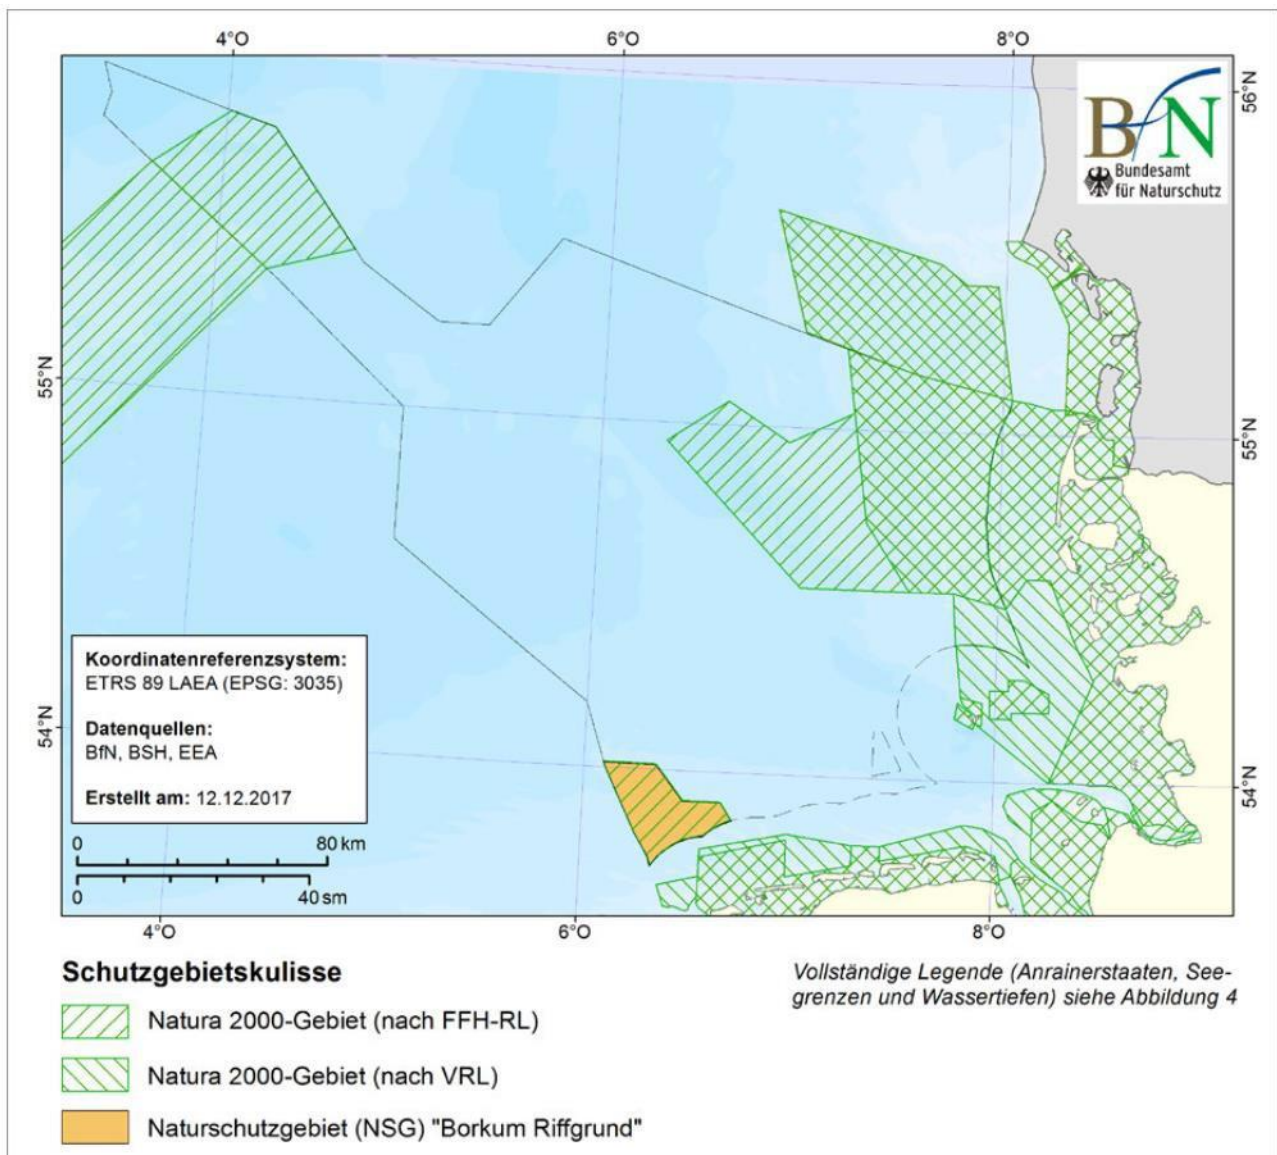 4°O 6°O 8°O
56°N
BfN
Bundesamt
für Naturschutz
55°N
55°N
54°N
54°N
Koordinatenreferenzsystem:
ETRS 89 LAEA (EPSG: 3035)
Datenquellen:
BfN, BSH, EEA
Erstellt am: 12.12.2017
0 80 km
0 40 sm
4°O 6°O 8°O
Schutzgebietskulisse
Vollständige Legende (Anrainerstaaten, See-
grenzen und Wassertiefen) siehe Abbildung 4
Natura 2000-Gebiet (nach FFH-RL)
Natura 2000-Gebiet (nach VRL)
Naturschutzgebiet (NSG) "Borkum Riffgrund"